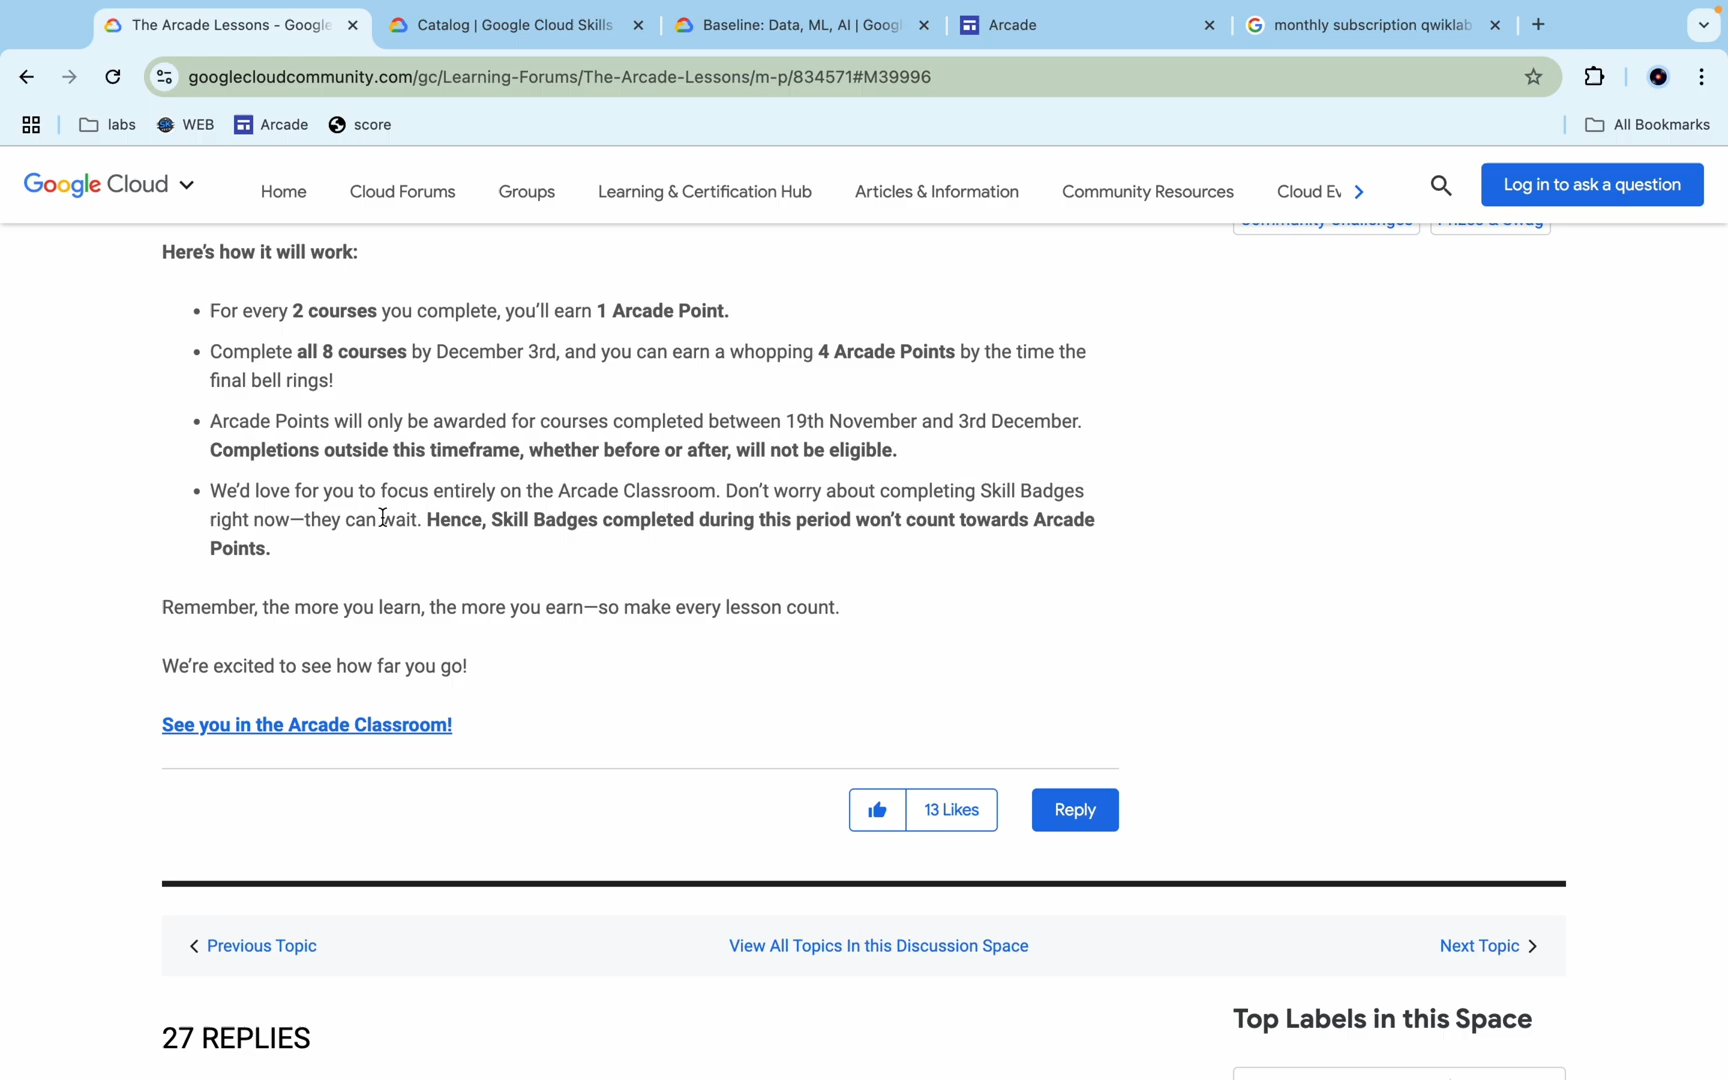 The Arcade Lessons - Google
Catalog | Google Cloud Skills
Baseline: Data, ML, AI | Googl
Arcade
monthly subscription qwiklab
googlecloudcommunity.com/gc/Learning-Forums/The-Arcade-Lessons/m-p/834571#M39996
labs
WEB
Arcade
score
All Bookmarks
Google Cloud
Home
Cloud Forums
Groups
Learning & Certification Hub
Articles & Information
Community Resources
Cloud Ev
Log in to ask a question
Community Challenges
Prizes & Swag
Here's how it will work:
• For every 2 courses you complete, you'll earn 1 Arcade Point.
• Complete all 8 courses by December 3rd, and you can earn a whopping 4 Arcade Points by the time the
final bell rings!
• Arcade Points will only be awarded for courses completed between 19th November and 3rd December.
Completions outside this timeframe, whether before or after, will not be eligible.
• We'd love for you to focus entirely on the Arcade Classroom. Don't worry about completing Skill Badges
right now—they can wait. Hence, Skill Badges completed during this period won't count towards Arcade
Points.
Remember, the more you learn, the more you earn—so make every lesson count.
We're excited to see how far you go!
See you in the Arcade Classroom!
13 Likes
Reply
Previous Topic
View All Topics In this Discussion Space
Next Topic
27 REPLIES
Top Labels in this Space